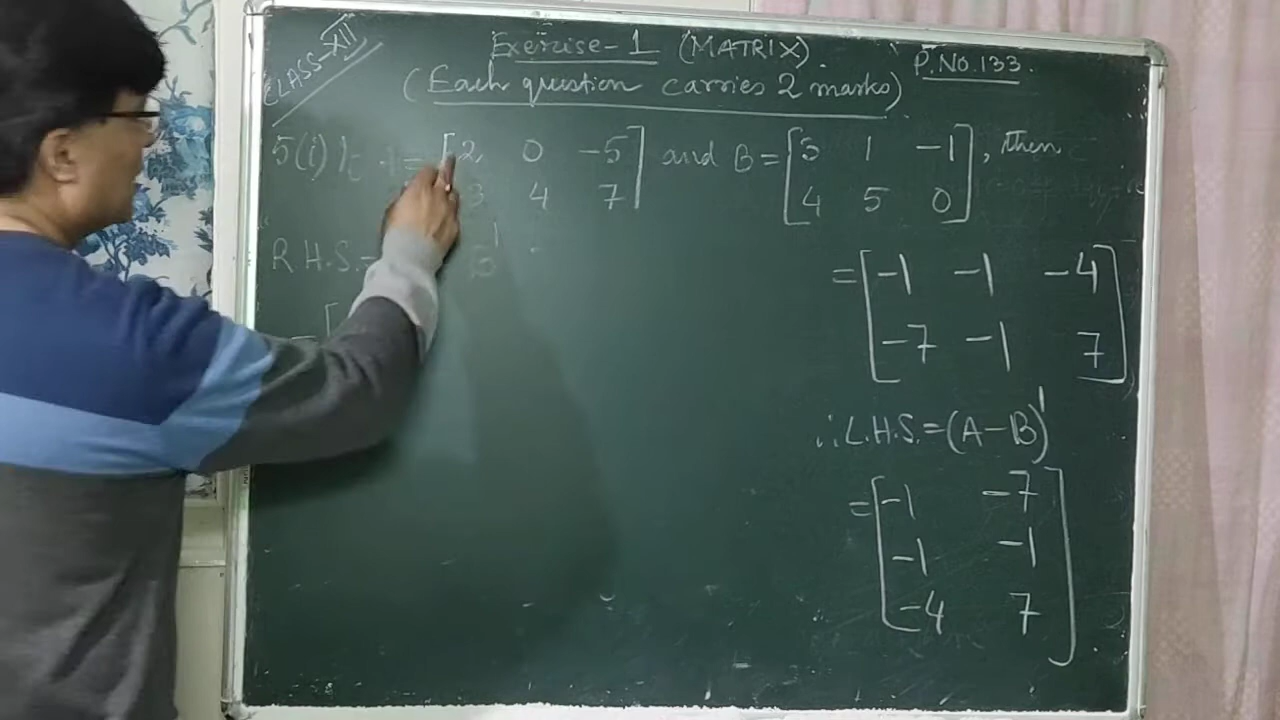 CLASS-XII
Exercise-1 (MATRIX).
P.NO.133.
(Each question carries 2 marks)
5(i) If A = [2 0 -5] and B = [3 1 -1], then
3 4 7 4 5 0
R.H.S. =
= [-1 -1 -4]
-7 -1 7
∴ L.H.S. = (A-B)'
= [-1 -7
-1 -1
-4 7]